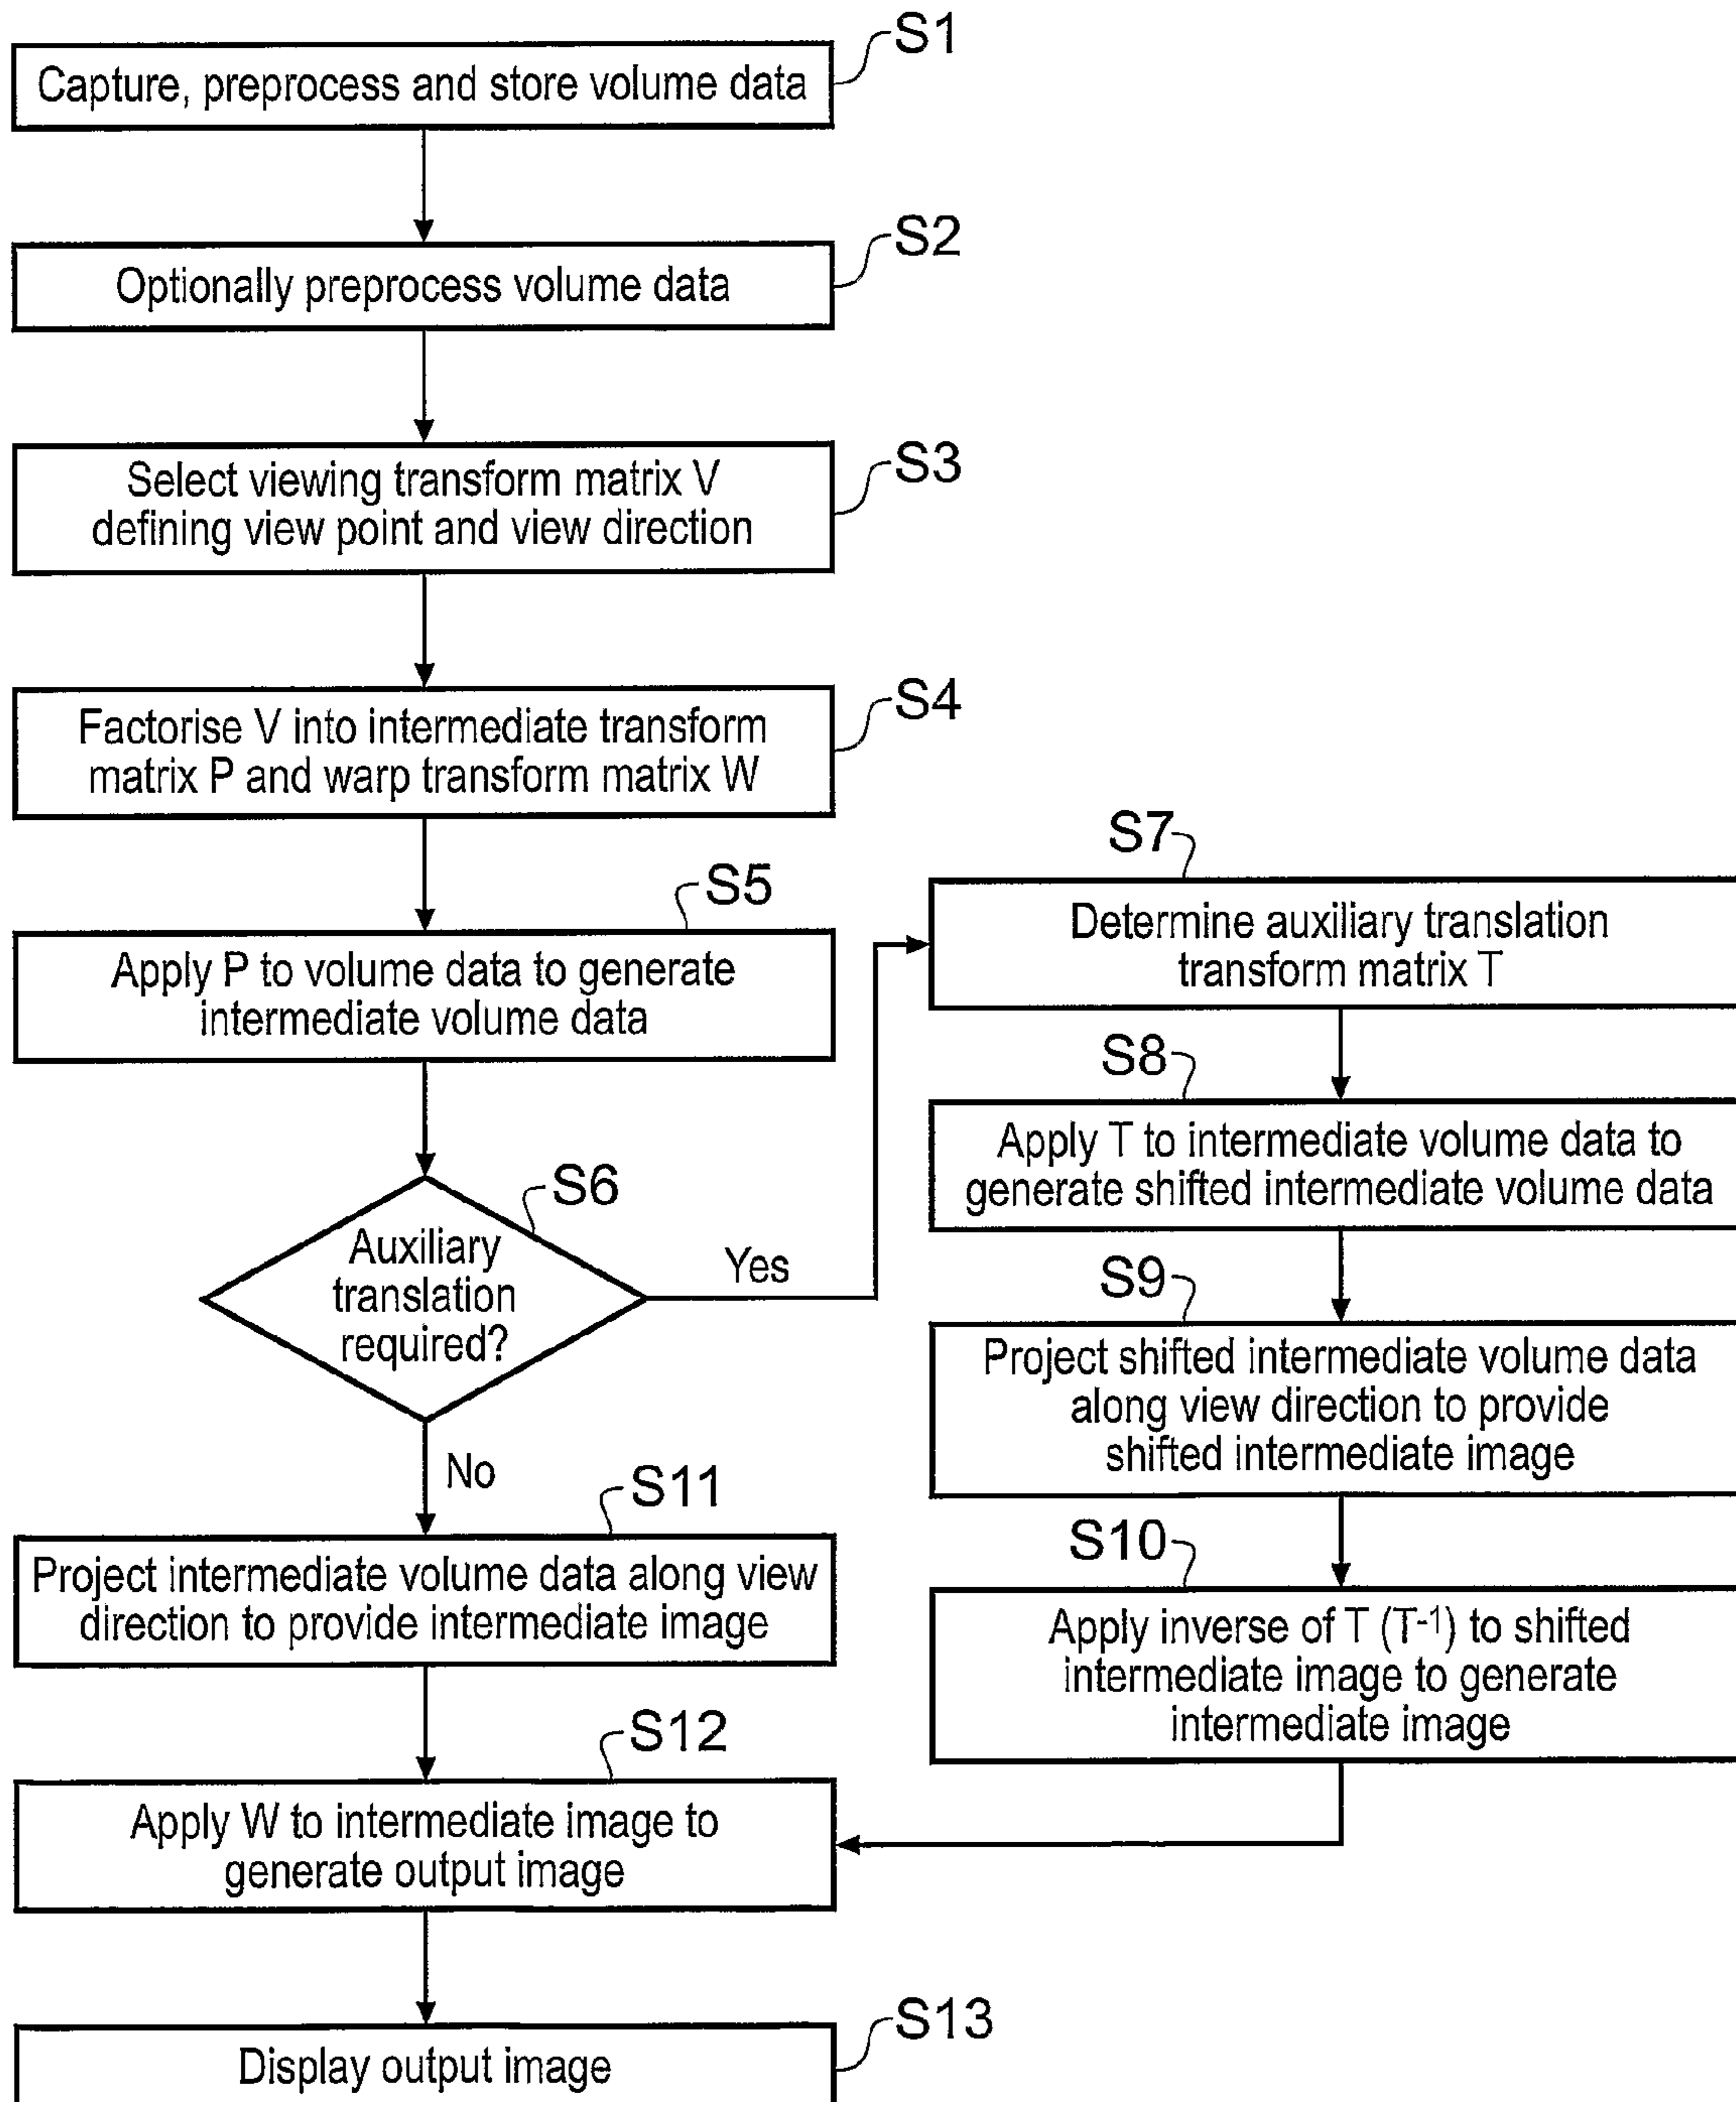 S1
Capture, preprocess and store volume data
S2
Optionally preprocess volume data
S3
Select viewing transform matrix V
defining view point and view direction
S4
Factorise V into intermediate transform
matrix P and warp transform matrix W
S5
Apply P to volume data to generate
intermediate volume data
S6
Auxiliary
translation
required?
Yes
No
S7
Determine auxiliary translation
transform matrix T
S8
Apply T to intermediate volume data to
generate shifted intermediate volume data
S9
Project shifted intermediate volume data
along view direction to provide
shifted intermediate image
S10
Apply inverse of T (T-1) to shifted
intermediate image to generate
intermediate image
S11
Project intermediate volume data along view
direction to provide intermediate image
S12
Apply W to intermediate image to
generate output image
S13
Display output image